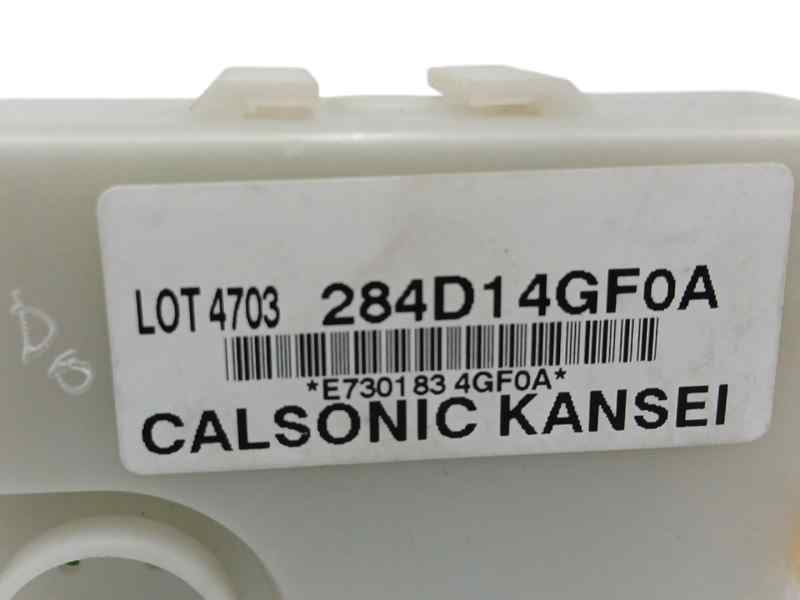 LOT 4703 284D14GF0A
*E730183 4GF0A*
CALSONIC KANSEI